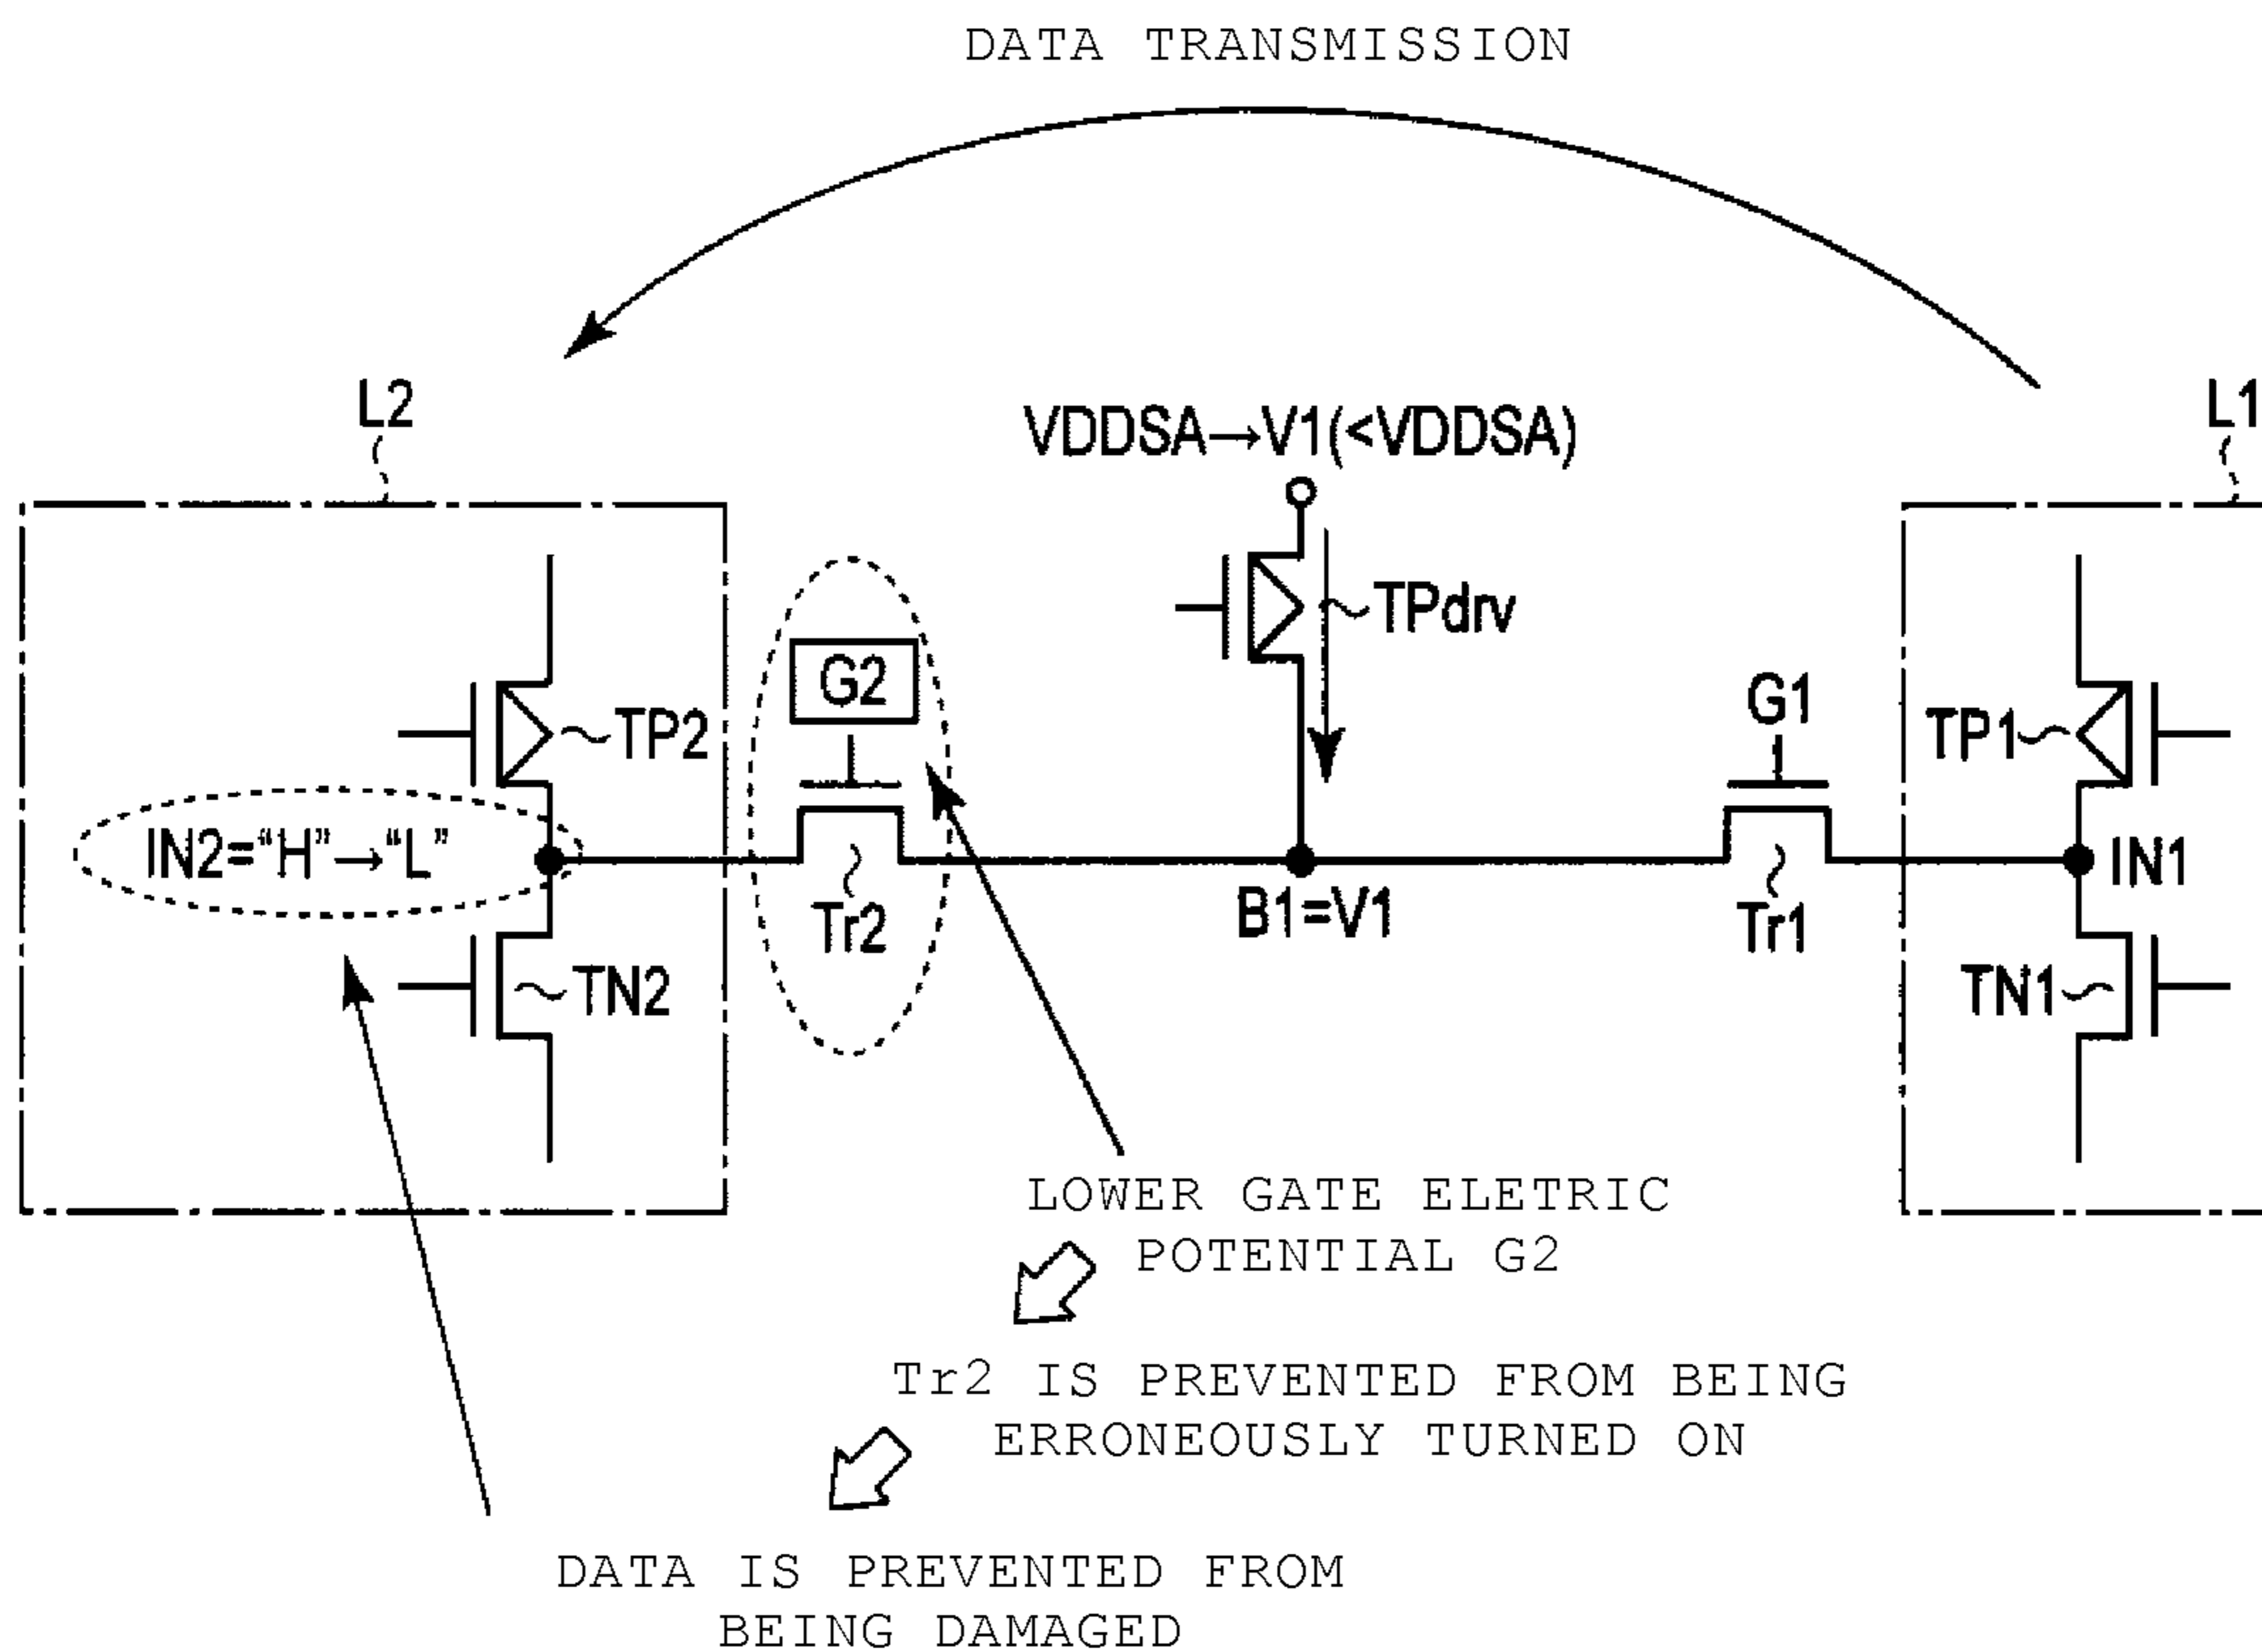 DATA TRANSMISSION
L2
L1
VDDSA→V1(<VDDSA)
TPdrv
G2
G1
TP2
TP1
IN2=“H”→“L”
IN1
B1=V1
Tr2
Tr1
TN2
TN1
LOWER GATE ELETRIC
POTENTIAL G2
Tr2 IS PREVENTED FROM BEING
ERRONEOUSLY TURNED ON
DATA IS PREVENTED FROM
BEING DAMAGED